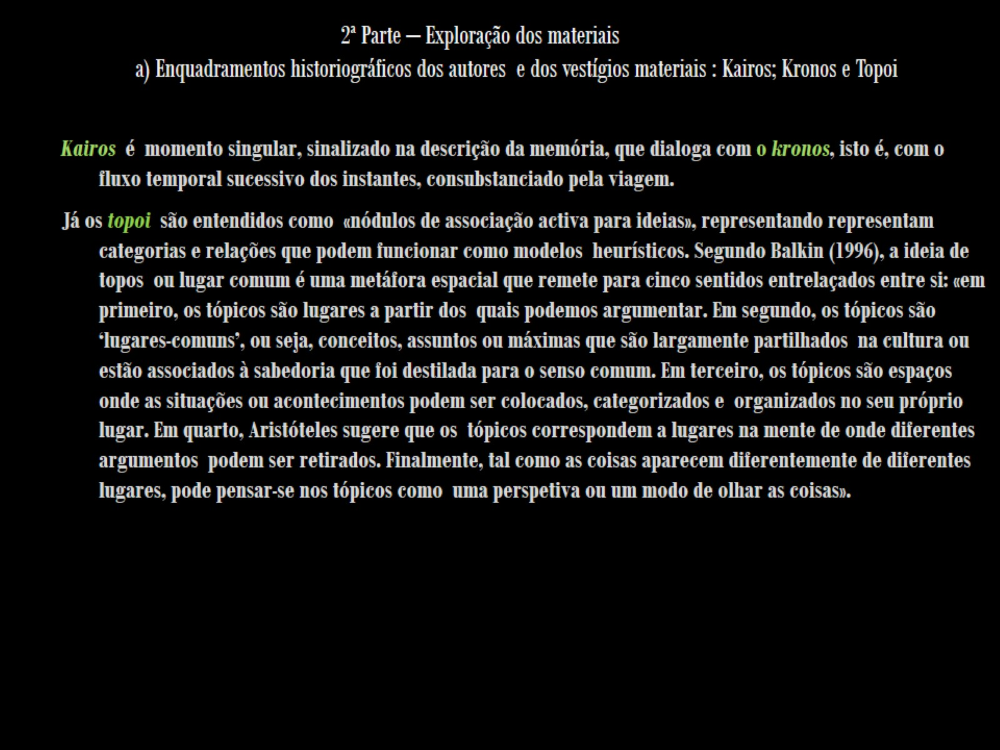 2ª Parte – Exploração dos materiais
a) Enquadramentos historiográficos dos autores e dos vestígios materiais : Kairos; Kronos e Topoi
Kairos é momento singular, sinalizado na descrição da memória, que dialoga com o kronos, isto é, com o
fluxo temporal sucessivo dos instantes, consubstanciado pela viagem.
Já os topoi são entendidos como «nódulos de associação activa para ideias», representando representam
categorias e relações que podem funcionar como modelos heurísticos. Segundo Balkin (1996), a ideia de
topos ou lugar comum é uma metáfora espacial que remete para cinco sentidos entrelaçados entre si: «em
primeiro, os tópicos são lugares a partir dos quais podemos argumentar. Em segundo, os tópicos são
‘lugares-comuns’, ou seja, conceitos, assuntos ou máximas que são largamente partilhados na cultura ou
estão associados à sabedoria que foi destilada para o senso comum. Em terceiro, os tópicos são espaços
onde as situações ou acontecimentos podem ser colocados, categorizados e organizados no seu próprio
lugar. Em quarto, Aristóteles sugere que os tópicos correspondem a lugares na mente de onde diferentes
argumentos podem ser retirados. Finalmente, tal como as coisas aparecem diferentemente de diferentes
lugares, pode pensar-se nos tópicos como uma perspetiva ou um modo de olhar as coisas».